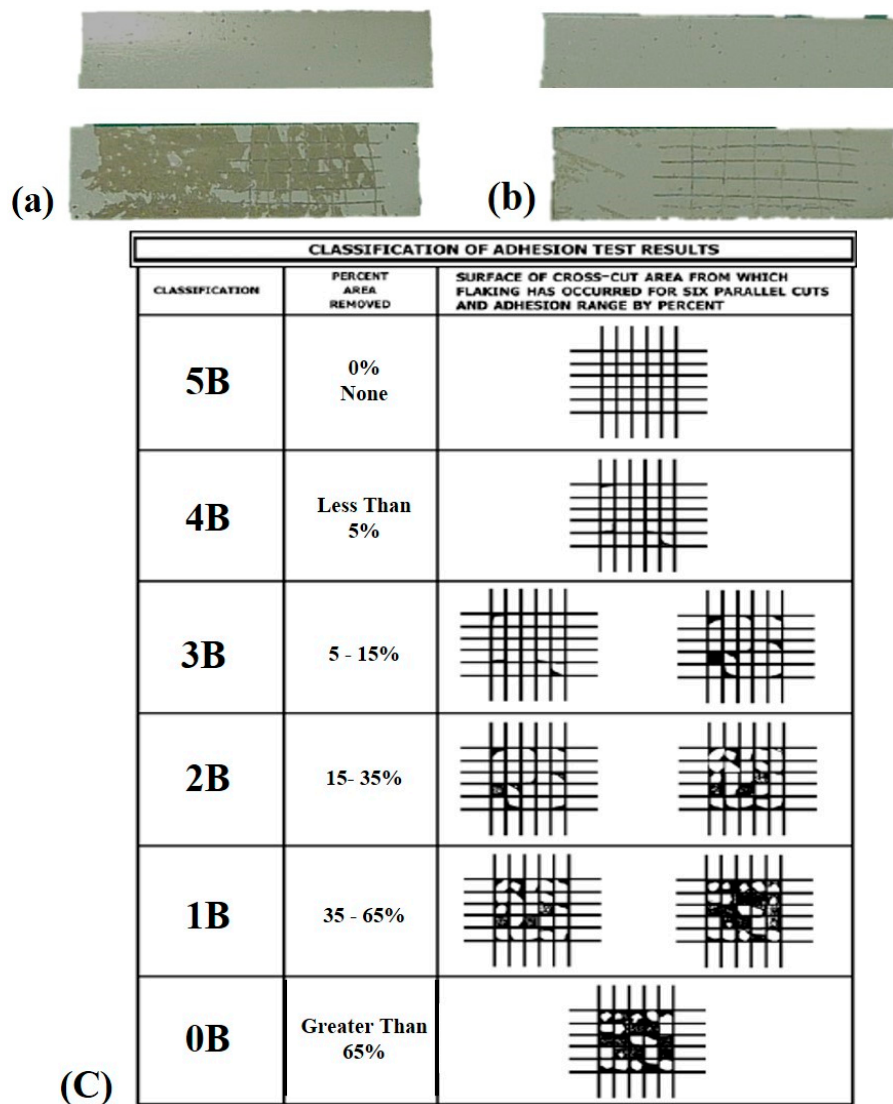 (a)
(b)
CLASSIFICATION OF ADHESION TEST RESULTS
CLASSIFICATION
PERCENT
AREA
REMOVED
SURFACE OF CROSS-CUT AREA FROM WHICH
FLAKING HAS OCCURRED FOR SIX PARALLEL CUTS
AND ADHESION RANGE BY PERCENT
5B
0%
None
4B
Less Than
5%
3B
5 - 15%
2B
15- 35%
1B
35 - 65%
0B
Greater Than
65%
(C)